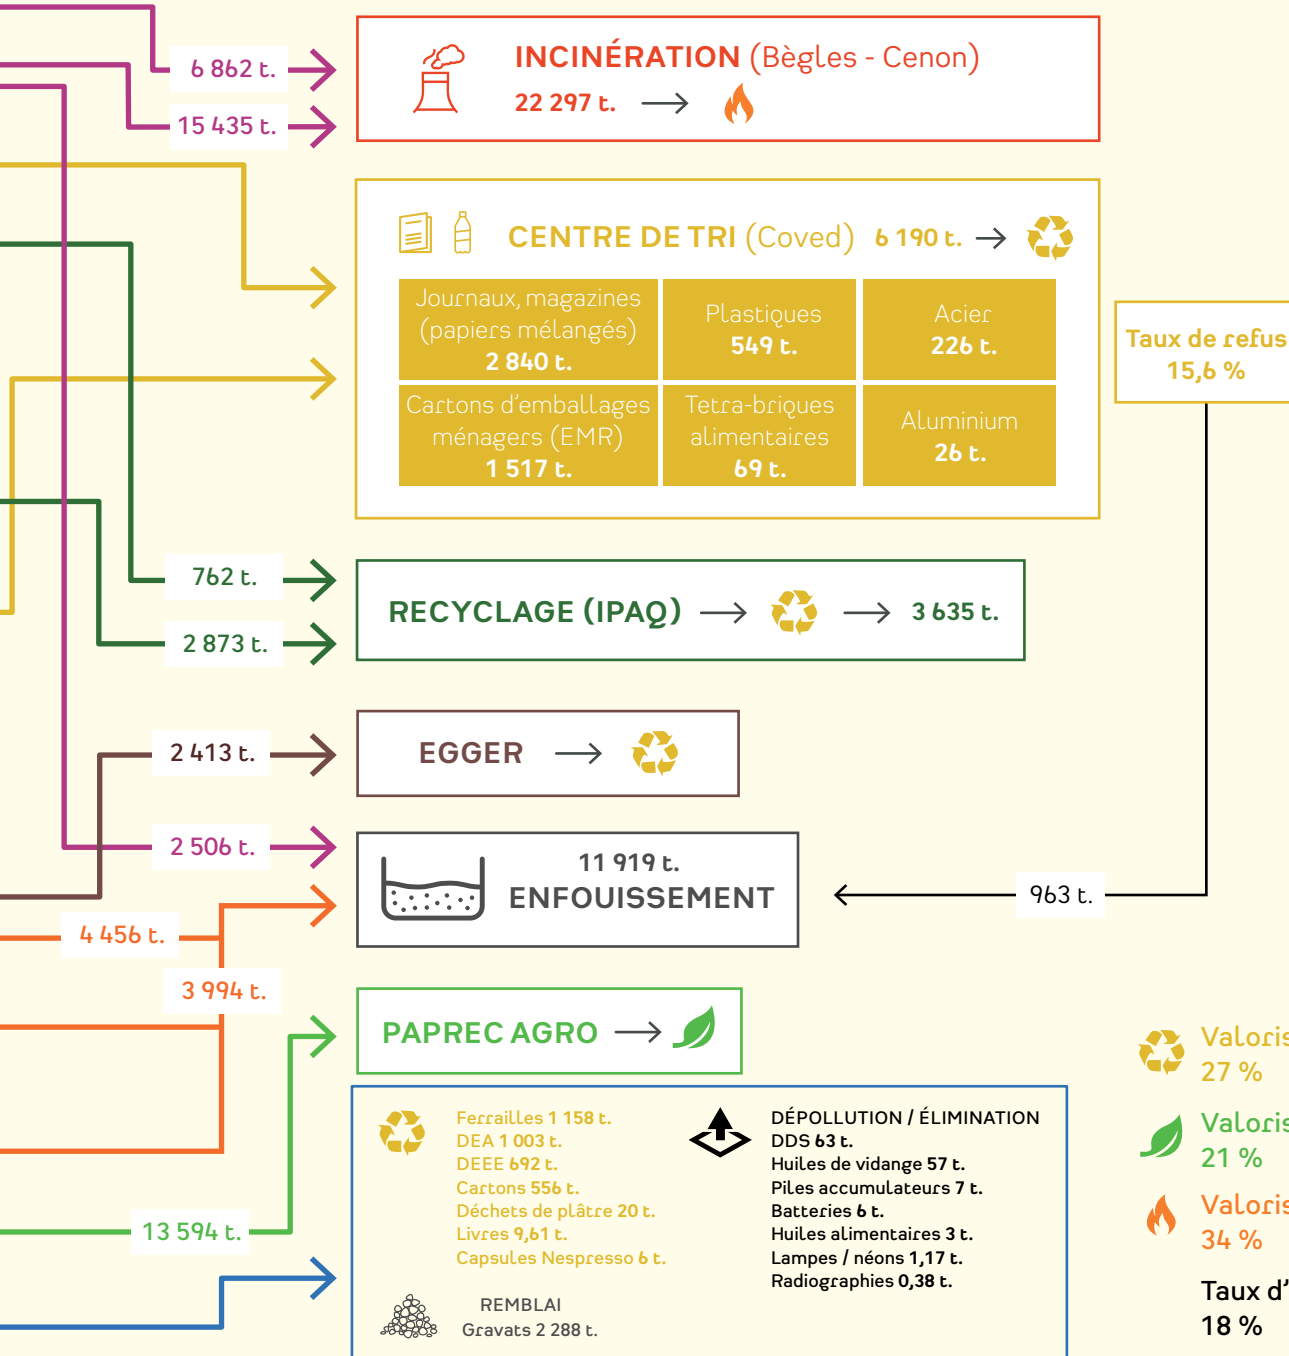 6 862 t.
15 435 t.
INCINÉRATION (Bègles - Cenon)
22 297 t.
CENTRE DE TRI (Coved) 6 190 t.
Journaux, magazines
(papiers mélangés)
2 840 t.
Plastiques
549 t.
Acier
226 t.
Cartons d'emballages
ménagers (EMR)
1 517 t.
Tetra-briques
alimentaires
69 t.
Aluminium
26 t.
Taux de refus
15,6 %
762 t.
2 873 t.
RECYCLAGE (IPAQ)
3 635 t.
2 413 t.
EGGER
2 506 t.
11 919 t.
ENFOUISSEMENT
963 t.
4 456 t.
3 994 t.
PAPREC AGRO
13 594 t.
Ferrailles 1 158 t.
DEA 1 003 t.
DEEE 692 t.
Cartons 556 t.
Déchets de plâtre 20 t.
Livres 9,61 t.
Capsules Nespresso 6 t.
REMBLAI
Gravats 2 288 t.
DÉPOLLUTION / ÉLIMINATION
DDS 63 t.
Huiles de vidange 57 t.
Piles accumulateurs 7 t.
Batteries 6 t.
Huiles alimentaires 3 t.
Lampes / néons 1,17 t.
Radiographies 0,38 t.
Valoris
27 %
Valoris
21 %
Valoris
34 %
Taux d'
18 %